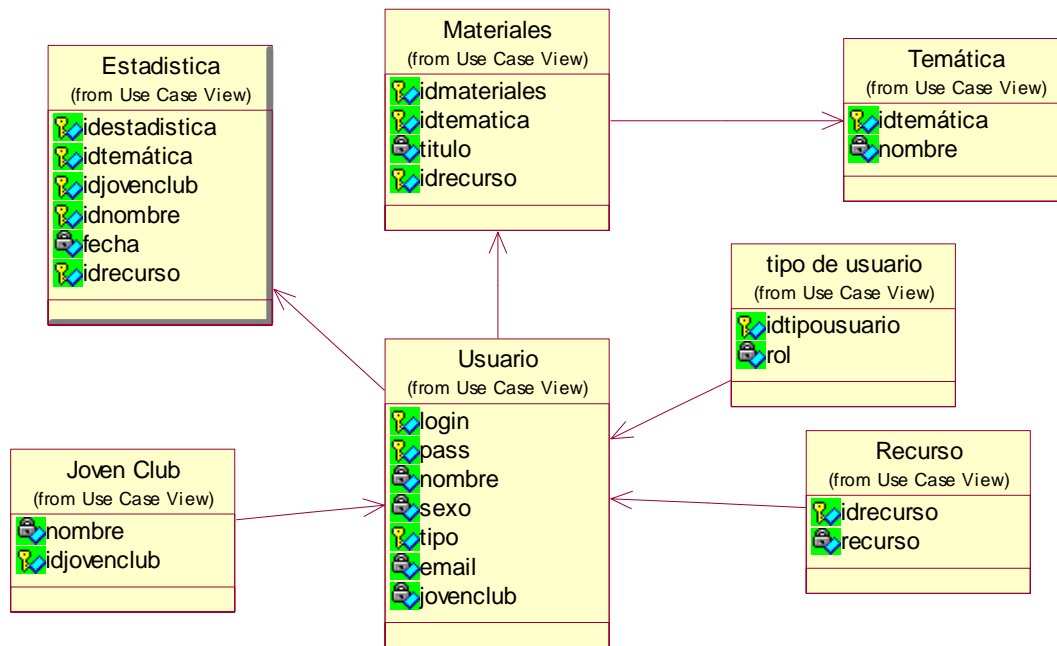 Estadistica
(from Use Case View)
idestadistica
idtemática
idjovenclub
idnombre
fecha
idrecurso
Materiales
(from Use Case View)
idmateriales
idtematica
titulo
idrecurso
Temática
(from Use Case View)
idtemática
nombre
tipo de usuario
(from Use Case View)
idtipousuario
rol
Usuario
(from Use Case View)
login
pass
nombre
sexo
tipo
email
jovenclub
Joven Club
(from Use Case View)
nombre
idjovenclub
Recurso
(from Use Case View)
idrecurso
recurso